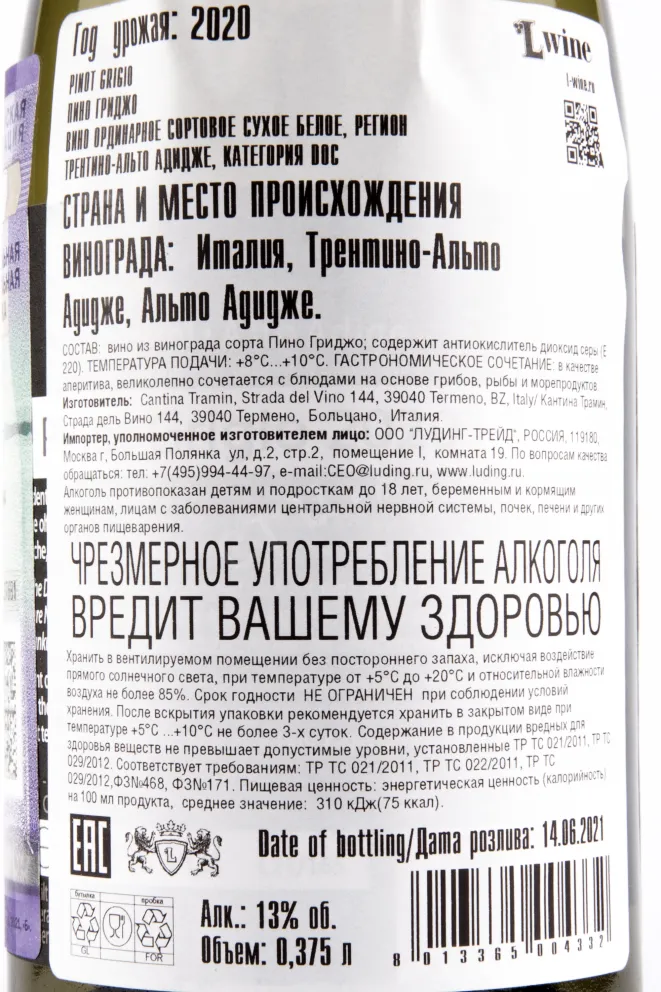 Год урожая: 2020
Lwine
l-wine.ru
PINOT GRIGIO
ПИНО ГРИДЖО
ВИНО ОРДИНАРНОЕ СОРТОВОЕ СУХОЕ БЕЛОЕ, РЕГИОН
ТРЕНТИНО-АЛЬТО АДИДЖЕ, КАТЕГОРИЯ DOC
СТРАНА И МЕСТО ПРОИСХОЖДЕНИЯ
ВИНОГРАДА: Италия, Трентино-Альто
Адидже, Альто Адидже.
СОСТАВ: вино из винограда сорта Пино Гриджо; содержит антиокислитель диоксид серы (Е
220). ТЕМПЕРАТУРА ПОДАЧИ: +8°С...+10°С. ГАСТРОНОМИЧЕСКОЕ СОЧЕТАНИЕ: в качестве
аперитива, великолепно сочетается с блюдами на основе грибов, рыбы и морепродуктов.
Изготовитель: Cantina Tramin, Strada del Vino 144, 39040 Termeno, BZ, Italy/ Кантина Трамин,
Страда дель Вино 144, 39040 Термено, Больцано, Италия.
Импортер, уполномоченное изготовителем лицо: ООО "ЛУДИНГ-ТРЕЙД", РОССИЯ, 119180,
Москва г, Большая Полянка ул, д.2, стр.2, помещение I, комната 19. По вопросам качества
обращаться: тел: +7(495)994-44-97, e-mail:CEO@luding.ru, www.luding.ru.
Алкоголь противопоказан детям и подросткам до 18 лет, беременным и кормящим
женщинам, лицам с заболеваниями центральной нервной системы, почек, печени и других
органов пищеварения.
ЧРЕЗМЕРНОЕ УПОТРЕБЛЕНИЕ АЛКОГОЛЯ
ВРЕДИТ ВАШЕМУ ЗДОРОВЬЮ
Хранить в вентилируемом помещении без постороннего запаха, исключая воздействие
прямого солнечного света, при температуре от +5°С до +20°С и относительной влажности
воздуха не более 85%. Срок годности НЕ ОГРАНИЧЕН при соблюдении условий
хранения. После вскрытия упаковки рекомендуется хранить в закрытом виде при
температуре +5°С ...+10°С не более 3-х суток. Содержание в продукции вредных для
здоровья веществ не превышает допустимые уровни, установленные ТР ТС 021/2011, ТР ТС
029/2012. Соответствует требованиям: ТР ТС 021/2011, ТР ТС 022/2011, ТР ТС
029/2012,ФЗ№468, ФЗ№171. Пищевая ценность: энергетическая ценность (калорийность)
на 100 мл продукта, среднее значение: 310 кДж(75 ккал).
EAC
L
Date of bottling/Дата розлива: 14.06.2021
бутылка
пробка
GL
FOR
Алк.: 13% об.
Объем: 0,375 л
8 013365 004332